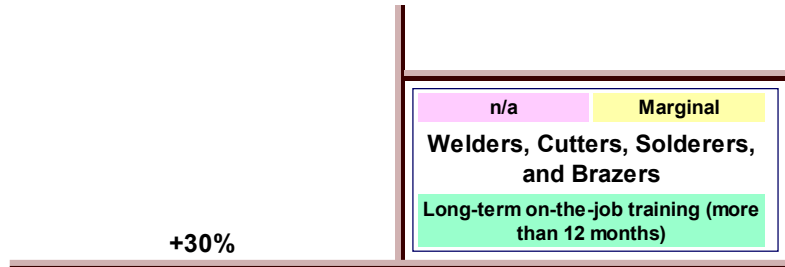 n/a
Marginal
Welders, Cutters, Solderers,
and Brazers
Long-term on-the-job training (more
than 12 months)
+30%